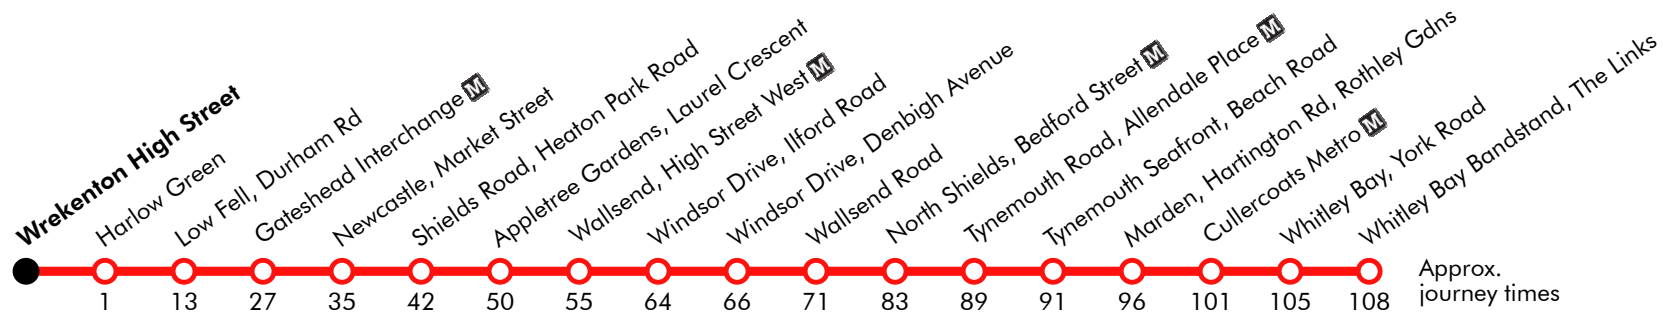 Wrekenton High Street
Harlow Green
Low Fell, Durham Rd
Gateshead Interchange M
Newcastle, Market Street
Shields Road, Heaton Park Road
Appletree Gardens, Laurel Crescent
Wallsend, High Street West M
Windsor Drive, Ilford Road
Windsor Drive, Denbigh Avenue
Wallsend Road
North Shields, Bedford Street M
Tynemouth Road, Allendale Place M
Tynemouth Seafront, Beach Road
Marden, Hartington Rd, Rothley Gdns
Cullercoats Metro M
Whitley Bay, York Road
Whitley Bay Bandstand, The Links
1 13 27 35 42 50 55 64 66 71 83 89 91 96 101 105 108
Approx.
journey times